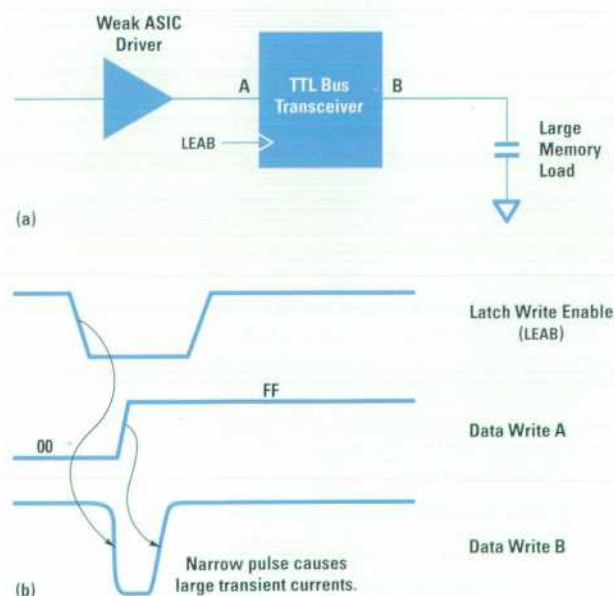 Weak ASIC
Driver
A
TTL Bus
Transceiver
B
LEAB
Large
Memory
Load
(a)
Latch Write Enable
(LEAB)
FF
00
Data Write A
Narrow pulse causes
large transient currents.
Data Write B
(b)